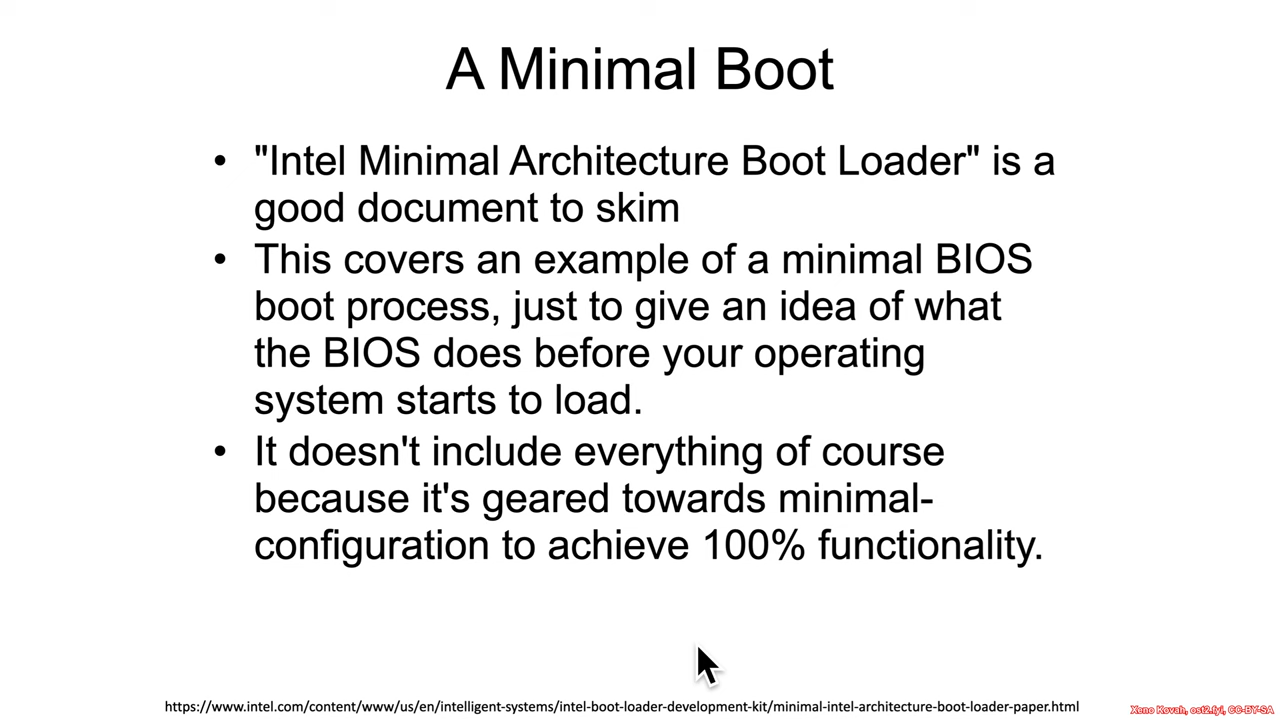 A Minimal Boot
• "Intel Minimal Architecture Boot Loader" is a
good document to skim
• This covers an example of a minimal BIOS
boot process, just to give an idea of what
the BIOS does before your operating
system starts to load.
• It doesn't include everything of course
because it's geared towards minimal-
configuration to achieve 100% functionality.
https://www.intel.com/content/www/us/en/intelligent-systems/intel-boot-loader-development-kit/minimal-intel-architecture-boot-loader-paper.html
Xeno Kovah, ost2.fyi, CC-BY-SA